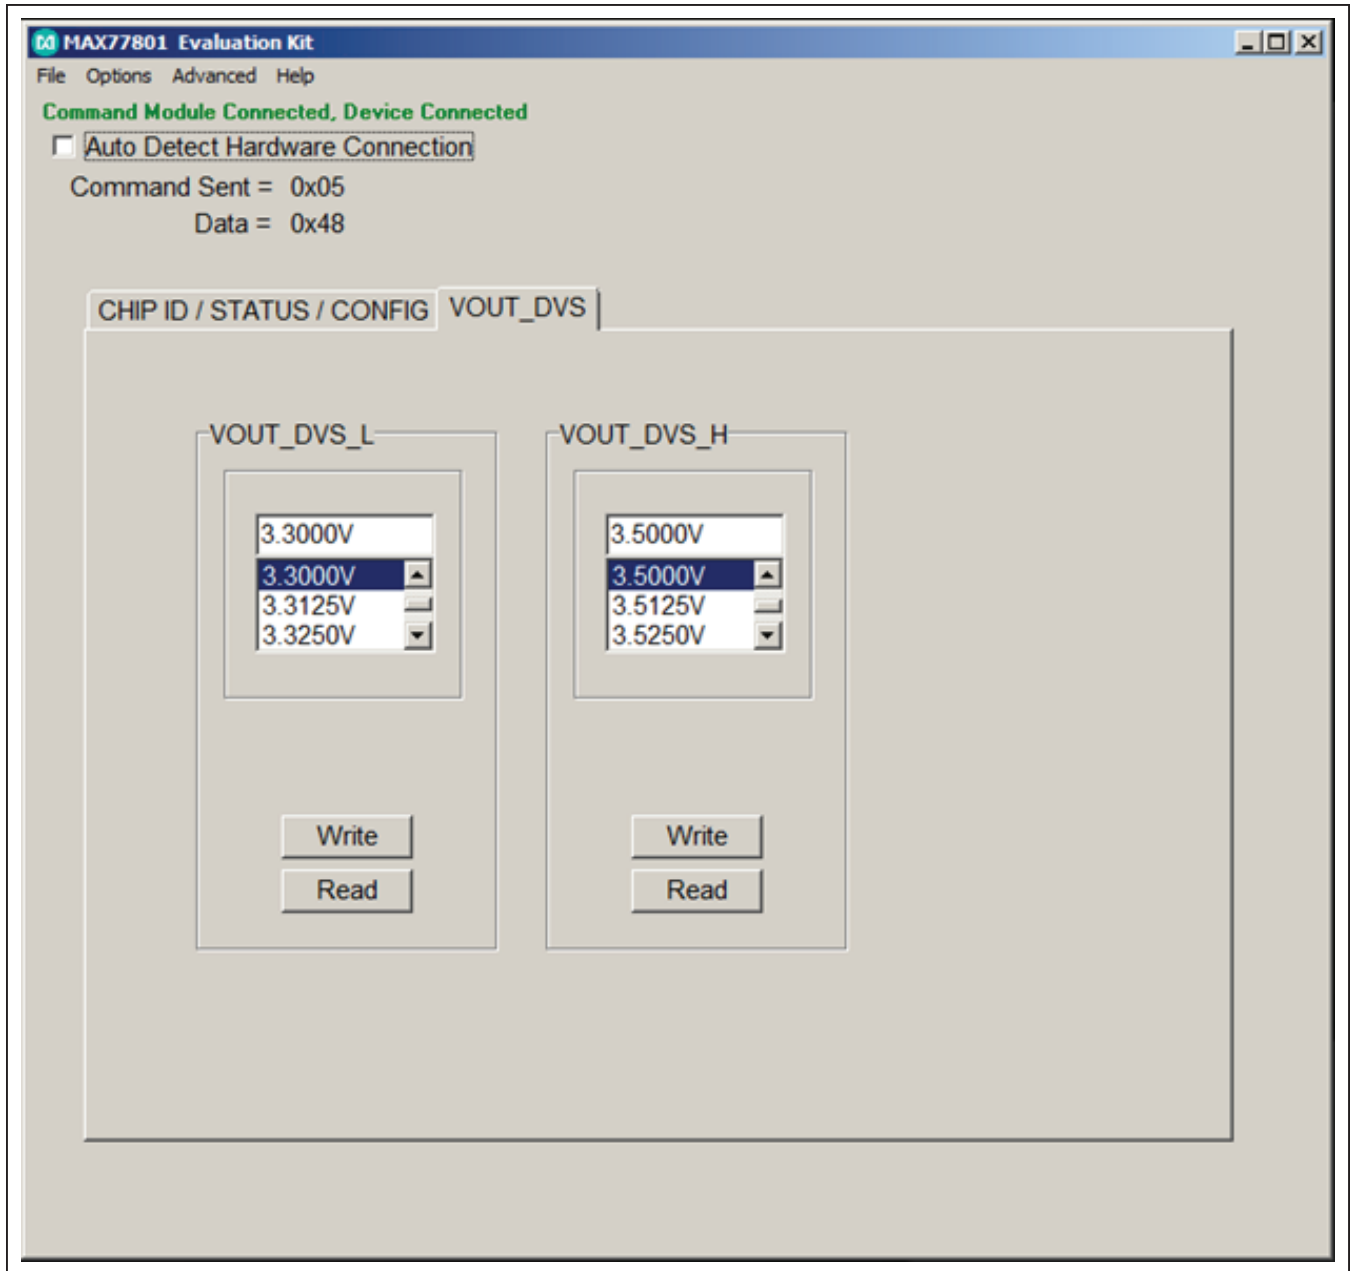 MAX77801 Evaluation Kit
File Options Advanced Help
Command Module Connected, Device Connected
Auto Detect Hardware Connection
Command Sent = 0x05
Data = 0x48
CHIP ID / STATUS / CONFIG VOUT_DVS
VOUT_DVS_L VOUT_DVS_H
3.3000V 3.5000V
3.3000V 3.5000V
3.3125V 3.5125V
3.3250V 3.5250V
Write Write
Read Read